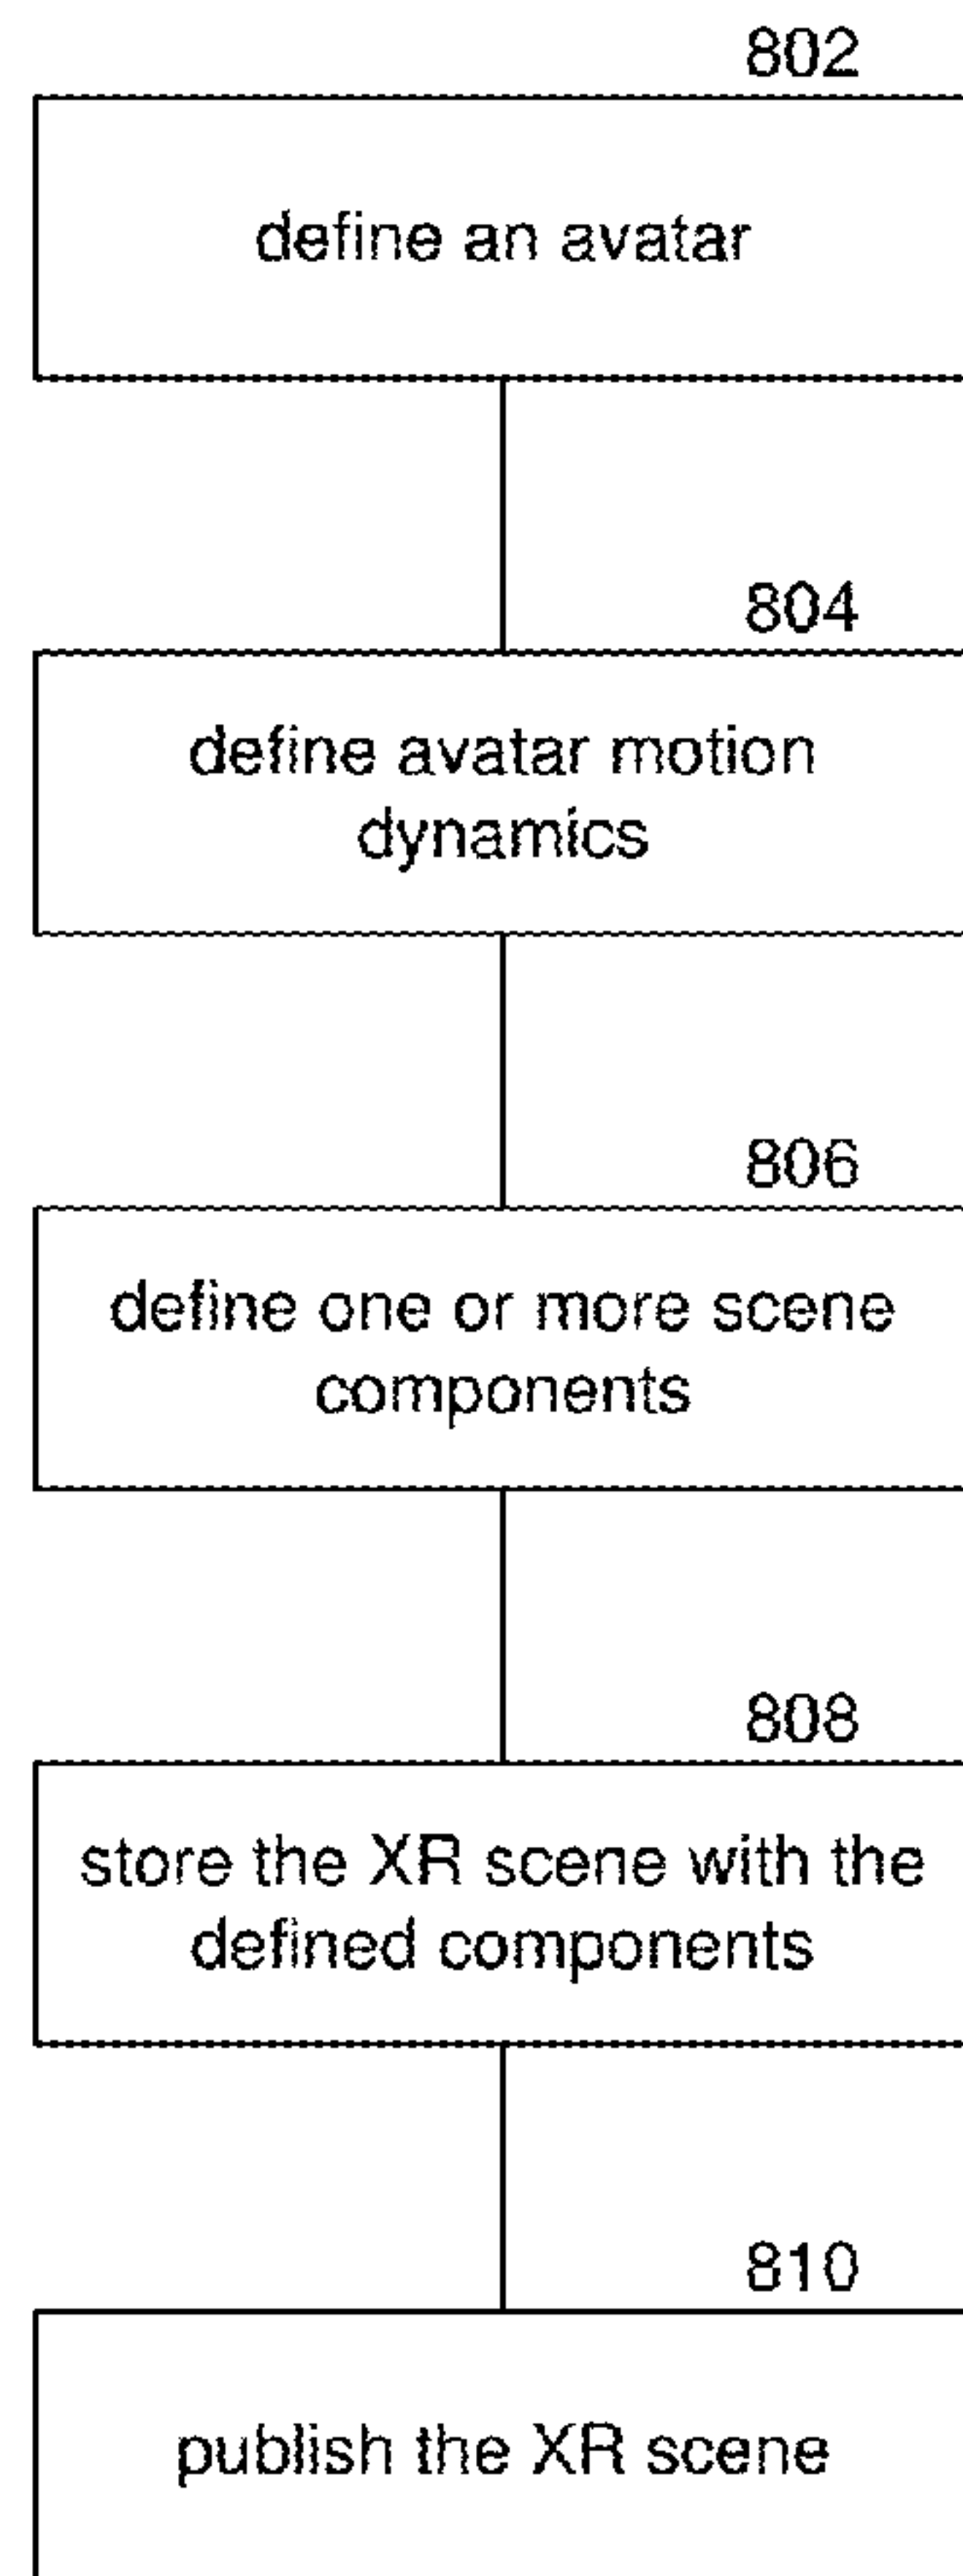 802
define an avatar
804
define avatar motion
dynamics
806
define one or more scene
components
808
store the XR scene with the
defined components
810
publish the XR scene